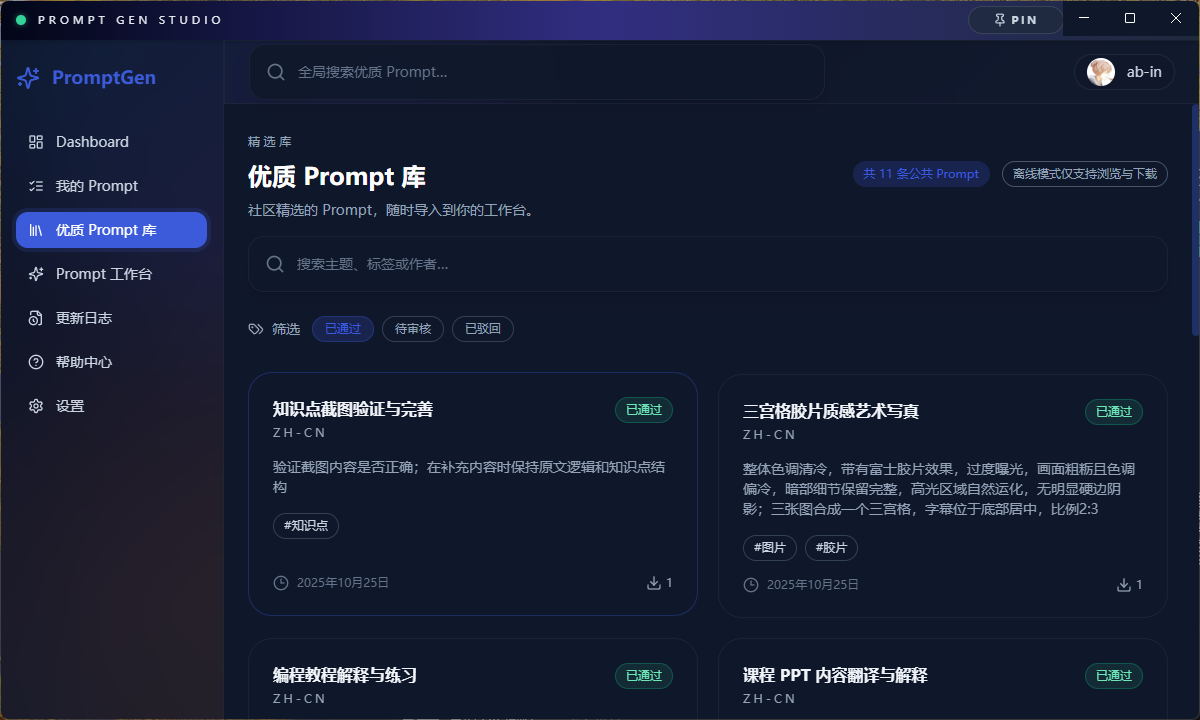 PROMPT GEN STUDIO
PIN
PromptGen
全局搜索优质 Prompt...
ab-in
Dashboard
我的 Prompt
优质 Prompt 库
Prompt 工作台
更新日志
帮助中心
设置
精选库
优质 Prompt 库
共 11 条公共 Prompt
离线模式仅支持浏览与下载
社区精选的 Prompt，随时导入到你的工作台。
搜索主题、标签或作者...
筛选
已通过
待审核
已驳回
知识点截图验证与完善
已通过
ZH-CN
验证截图内容是否正确；在补充内容时保持原文逻辑和知识点结
构
#知识点
2025年10月25日
1
三宫格胶片质感艺术写真
已通过
ZH-CN
整体色调清冷，带有富士胶片效果，过度曝光，画面粗粝且色调
偏冷，暗部细节保留完整，高光区域自然运化，无明显硬边阴
影；三张图合成一个三宫格，字幕位于底部居中，比例2:3
#图片
#胶片
2025年10月25日
1
编程教程解释与练习
已通过
ZH-CN
课程 PPT 内容翻译与解释
已通过
ZH-CN